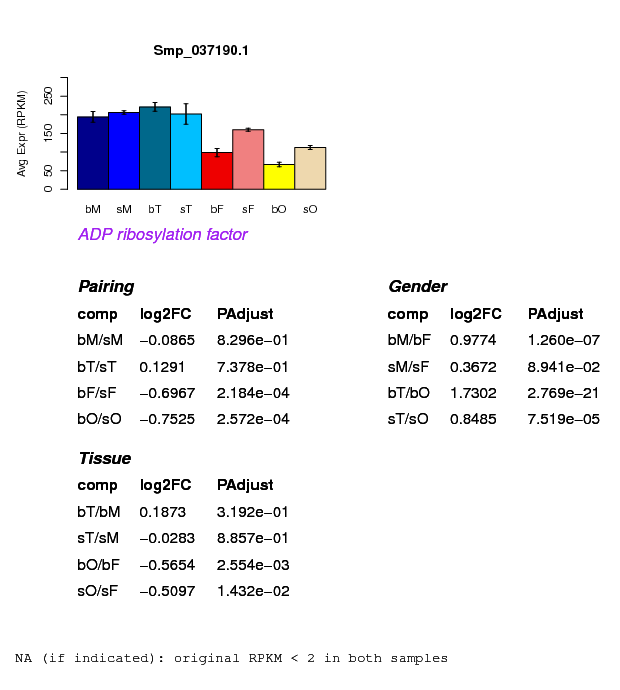 Smp_037190.1
Avg Expr (RPKM)
250
150
50
0
bM sM bT sT bF sF bO sO
ADP ribosylation factor
Pairing
comp log2FC PAdjust
bM/sM −0.0865 8.296e−01
bT/sT 0.1291 7.378e−01
bF/sF −0.6967 2.184e−04
bO/sO −0.7525 2.572e−04
Gender
comp log2FC PAdjust
bM/bF 0.9774 1.260e−07
sM/sF 0.3672 8.941e−02
bT/bO 1.7302 2.769e−21
sT/sO 0.8485 7.519e−05
Tissue
comp log2FC PAdjust
bT/bM 0.1873 3.192e−01
sT/sM −0.0283 8.857e−01
bO/bF −0.5654 2.554e−03
sO/sF −0.5097 1.432e−02
NA (if indicated): original RPKM < 2 in both samples